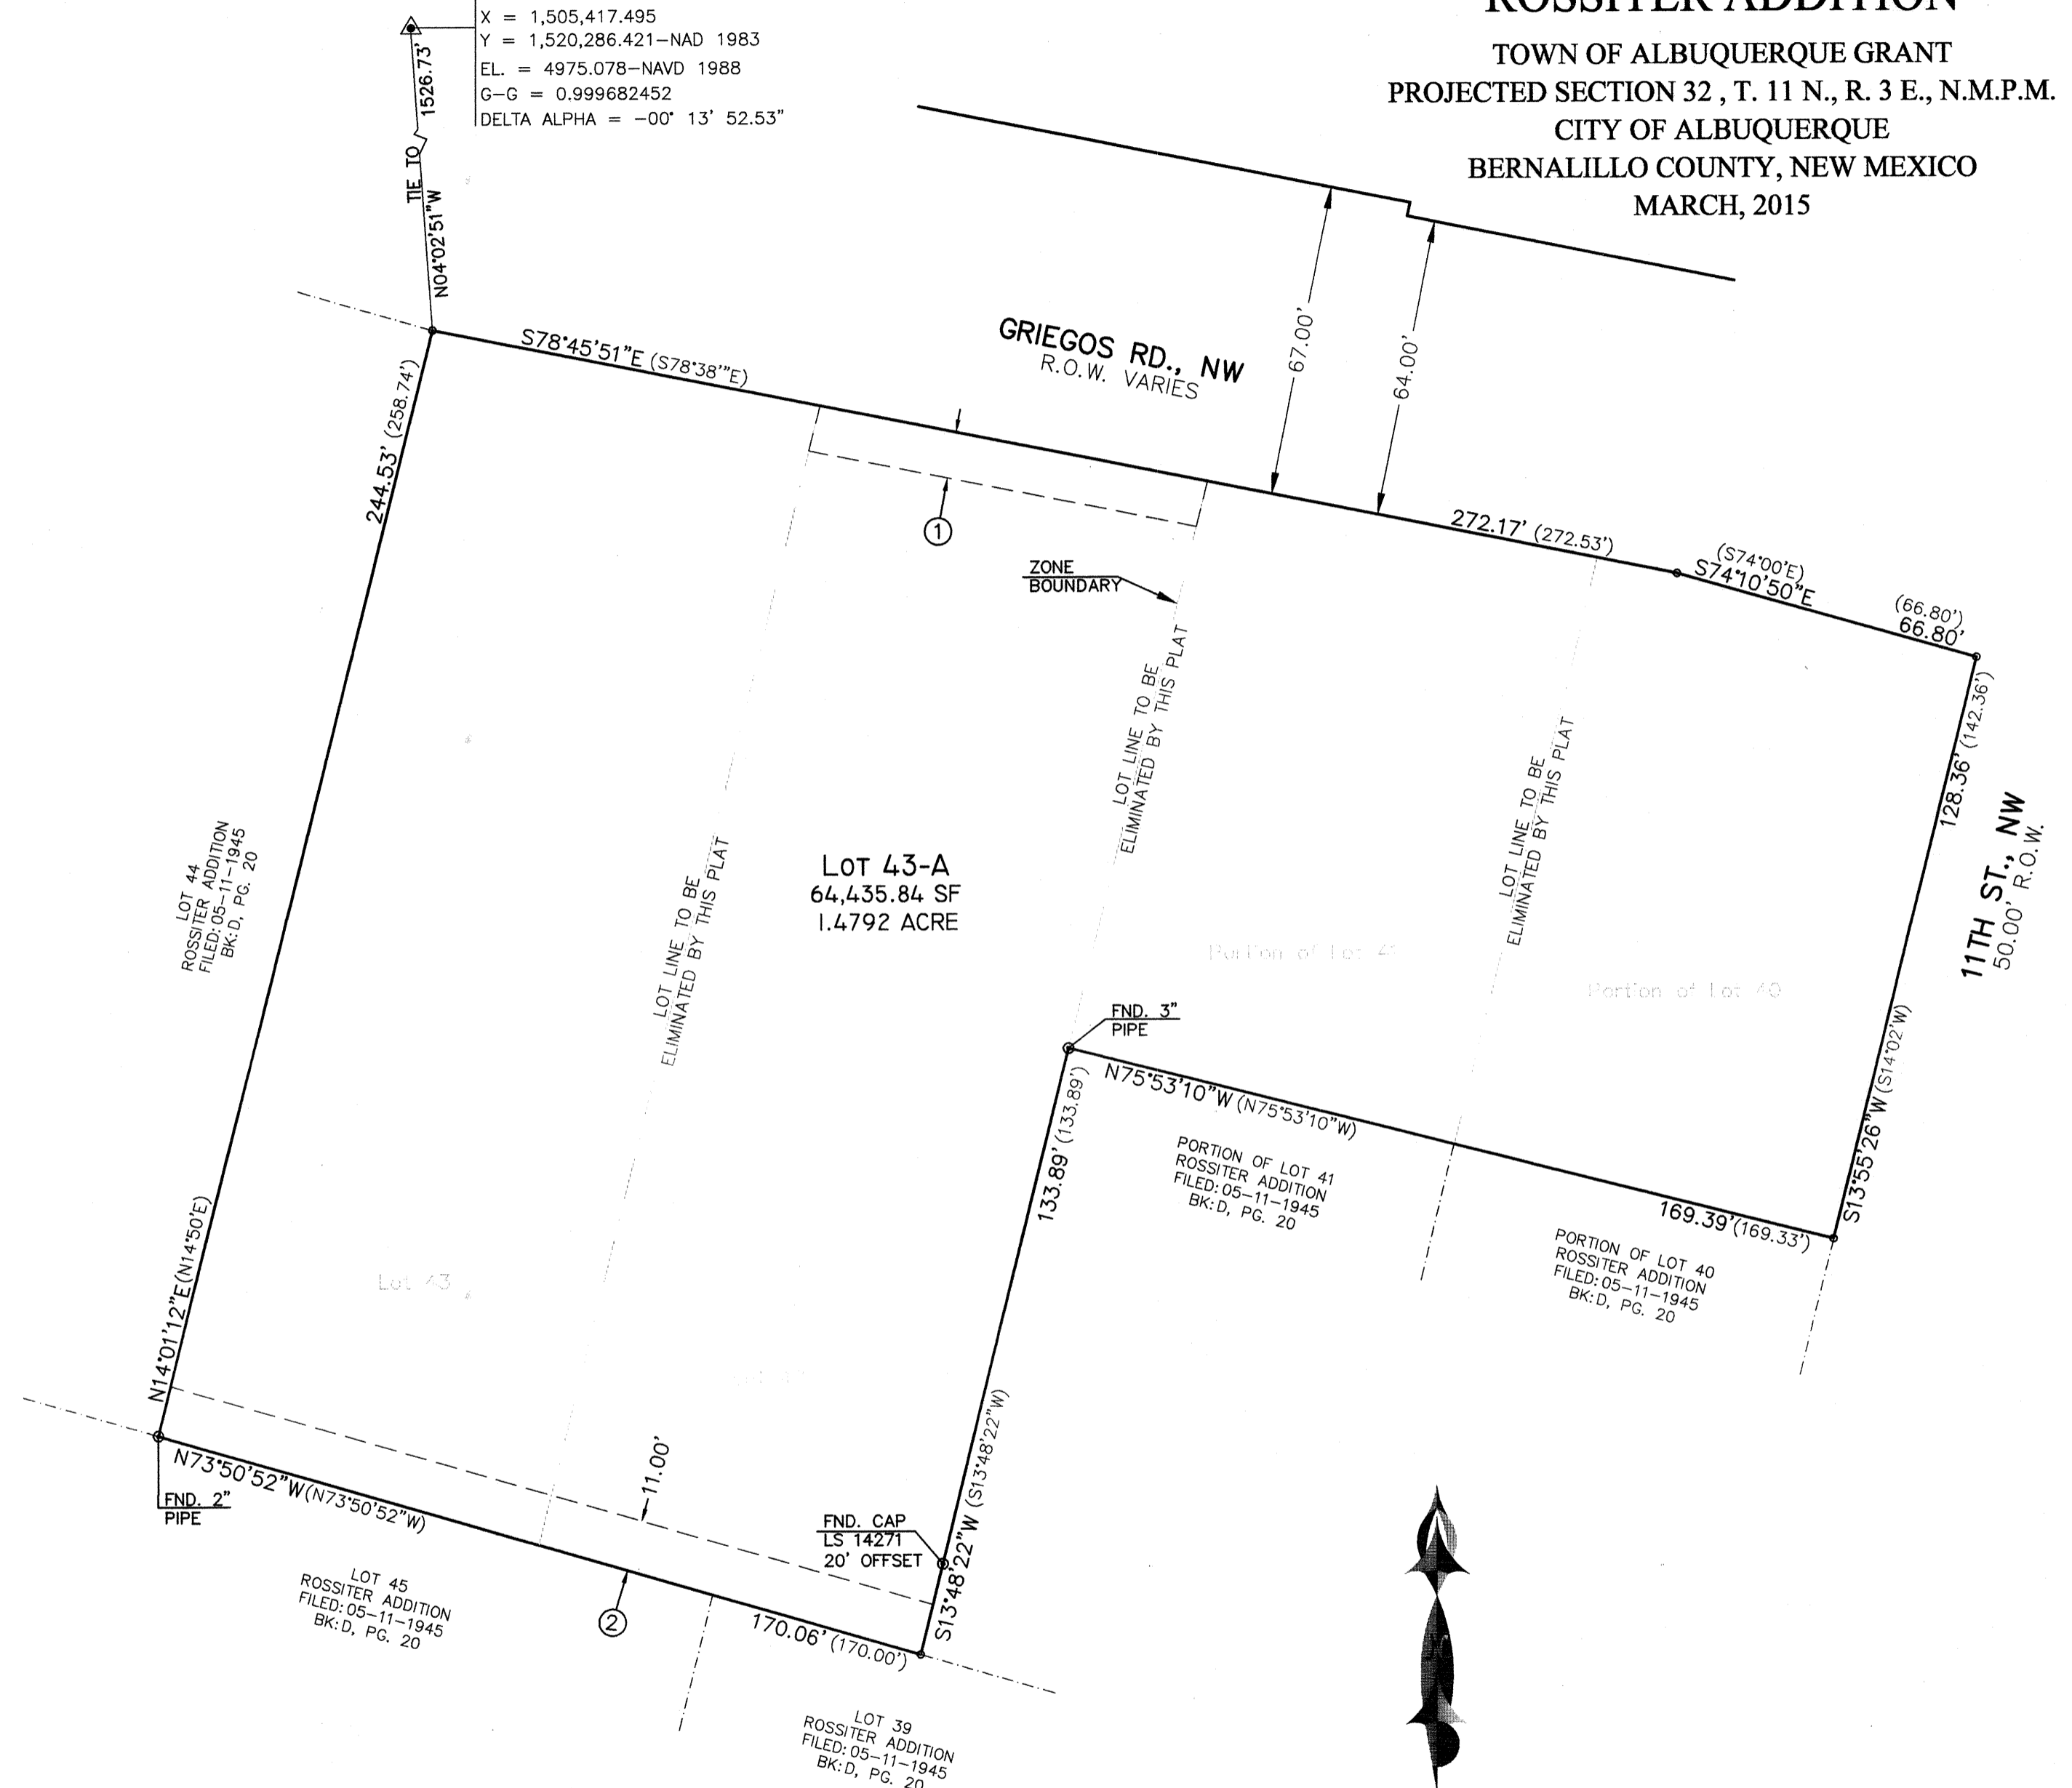 X = 1,505,417.495
Y = 1,520,286.421-NAD 1983
EL. = 4975.078-NAVD 1988
G-G = 0.999682452
DELTA ALPHA = -00° 13' 52.53"
ROSSITER ADDITION
TOWN OF ALBUQUERQUE GRANT
PROJECTED SECTION 32 , T. 11 N., R. 3 E., N.M.P.M.
CITY OF ALBUQUERQUE
BERNALILLO COUNTY, NEW MEXICO
MARCH, 2015
TIE TO 1526.73'
N04°02'51"W
S78°45'51"E (S78°38'"E)
GRIEGOS RD., NW
R.O.W. VARIES
67.00'
64.00'
272.17' (272.53')
(S74°00'E)
S74°10'50"E
(66.80')
66.80'
244.53' (258.74')
1
ZONE
BOUNDARY
128.36' (142.36')
11TH ST., NW
50.00' R.O.W.
LOT LINE TO BE
ELIMINATED BY THIS PLAT
LOT LINE TO BE
ELIMINATED BY THIS PLAT
LOT LINE TO BE
ELIMINATED BY THIS PLAT
LOT 44
ROSSITER ADDITION
FILED: 05-11-1945
BK: D, PG. 20
LOT 43-A
64,435.84 SF
1.4792 ACRE
Portion of Lot 41
Portion of Lot 40
FND. 3"
PIPE
N75°53'10"W (N75°53'10"W)
S13°55'26"W (S14°02'W)
133.89' (133.89')
PORTION OF LOT 41
ROSSITER ADDITION
FILED: 05-11-1945
BK: D, PG. 20
169.39' (169.33')
PORTION OF LOT 40
ROSSITER ADDITION
FILED: 05-11-1945
BK: D, PG. 20
N14°01'12"E (N14°50'E)
Lot 43
N73°50'52"W (N73°50'52"W)
FND. 2"
PIPE
11.00'
FND. CAP
LS 14271
20' OFFSET
S13°48'22"W (S13°48'22"W)
LOT 45
ROSSITER ADDITION
FILED: 05-11-1945
BK: D, PG. 20
2
170.06' (170.00')
LOT 39
ROSSITER ADDITION
FILED: 05-11-1945
BK: D, PG. 20